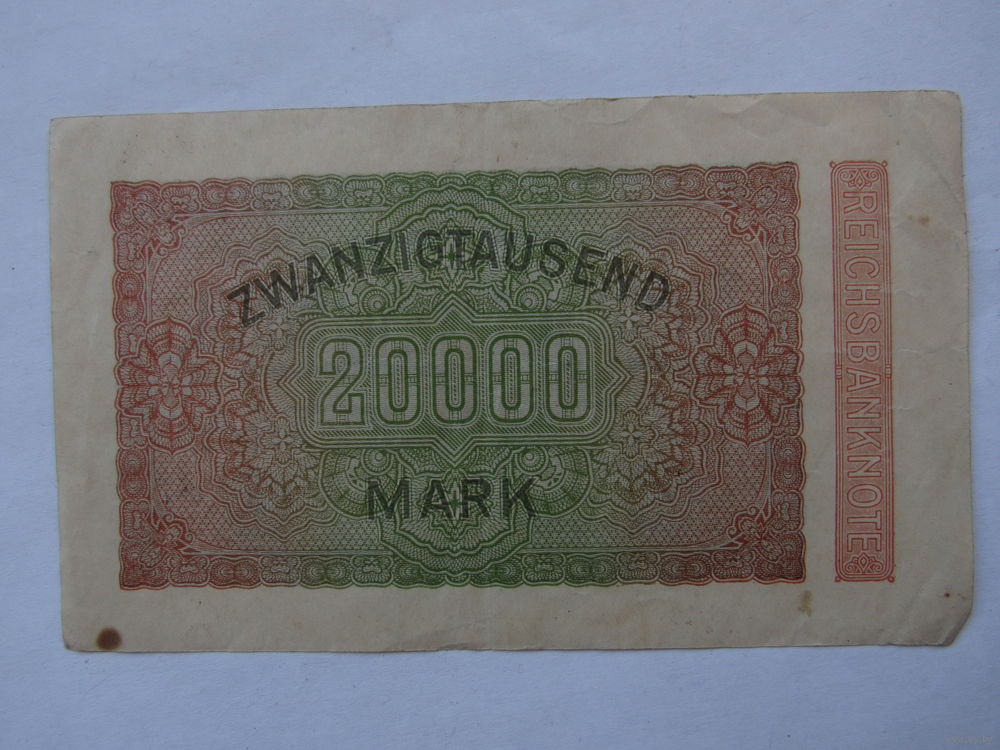 ZWANZIGTAUSEND
20000
MARK
REICHSBANKNOTE